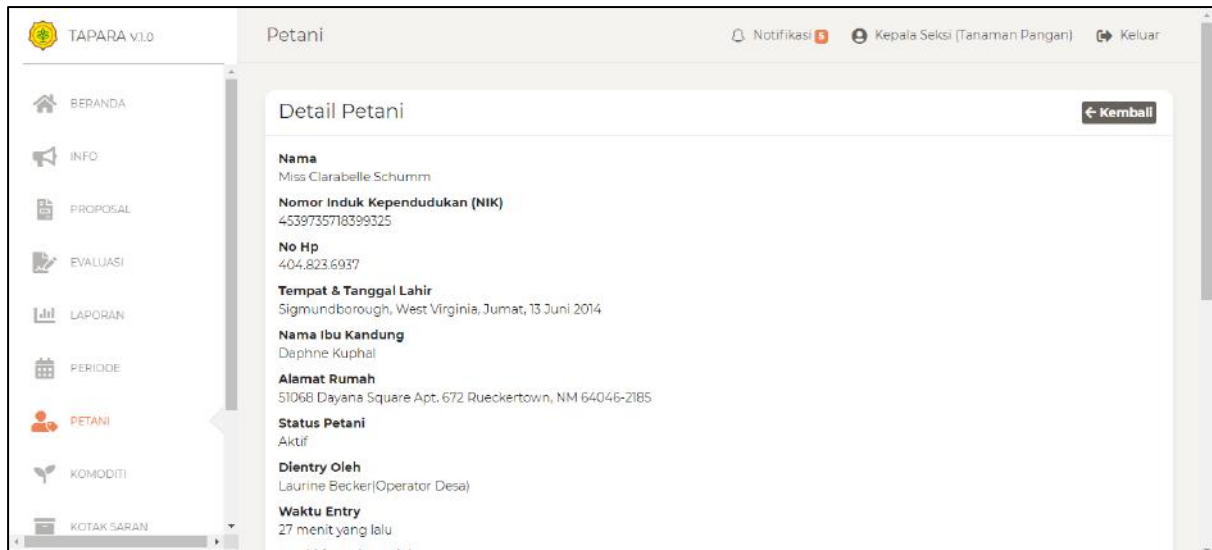 TAPARA V.1.0
Petani
Notifikasi 5
Kepala Seksi (Tanaman Pangan)
Keluar
BERANDA
INFO
PROPOSAL
EVALUASI
LAPORAN
PERIODE
PETANI
KOMODITI
KOTAK SARAN
Detail Petani
Kembali
Nama
Miss Clarabelle Schumm
Nomor Induk Kependudukan (NIK)
4539735718399325
No Hp
404.823.6937
Tempat & Tanggal Lahir
Sigmundborough, West Virginia, Jumat, 13 Juni 2014
Nama Ibu Kandung
Daphne Kuphal
Alamat Rumah
51068 Dayana Square Apt. 672 Rueckertown, NM 64046-2185
Status Petani
Aktif
Dientry Oleh
Laurine Becker(Operator Desa)
Waktu Entry
27 menit yang lalu